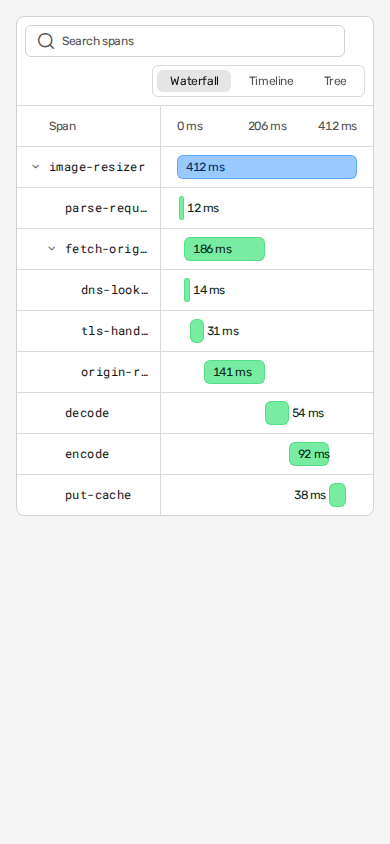 Search spans
Waterfall Timeline Tree
Span 0 ms 206 ms 412 ms
image-resizer 412 ms
parse-requ… 12 ms
fetch-orig… 186 ms
dns-look… 14 ms
tls-hand… 31 ms
origin-r… 141 ms
decode 54 ms
encode 92 ms
put-cache 38 ms